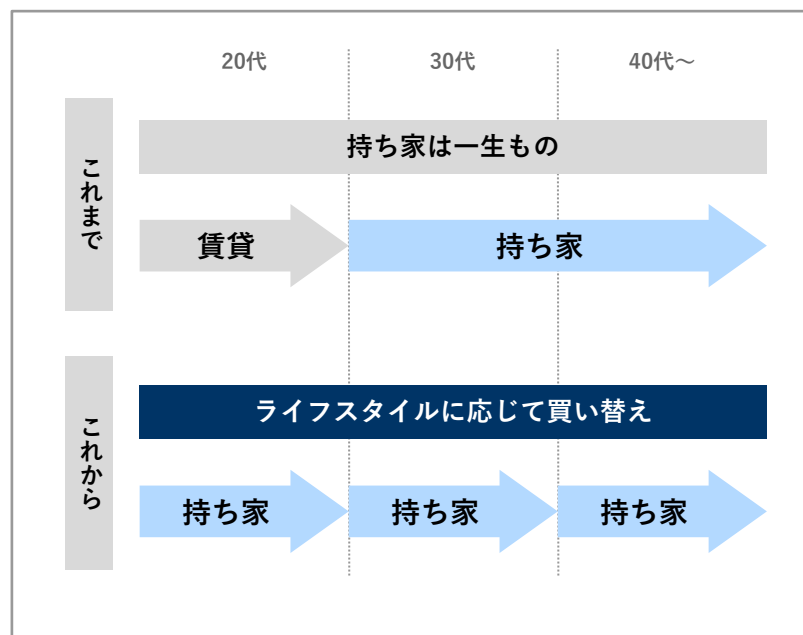 20代
30代
40代～
これまで
持ち家は一生もの
賃貸
持ち家
これから
ライフスタイルに応じて買い替え
持ち家
持ち家
持ち家